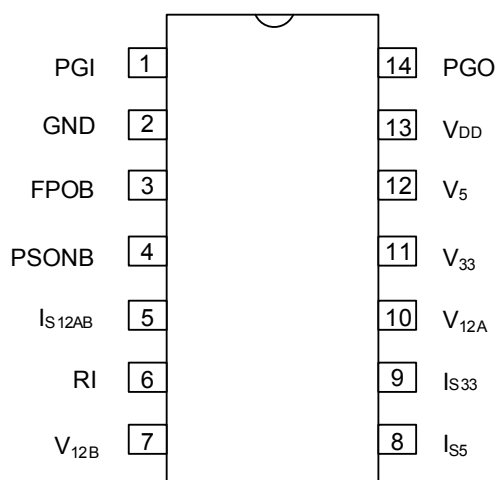 PGI 1 14 PGO
GND 2 13 VDD
FPOB 3 12 V5
PSONB 4 11 V33
IS12AB 5 10 V12A
RI 6 9 IS33
V12B 7 8 IS5